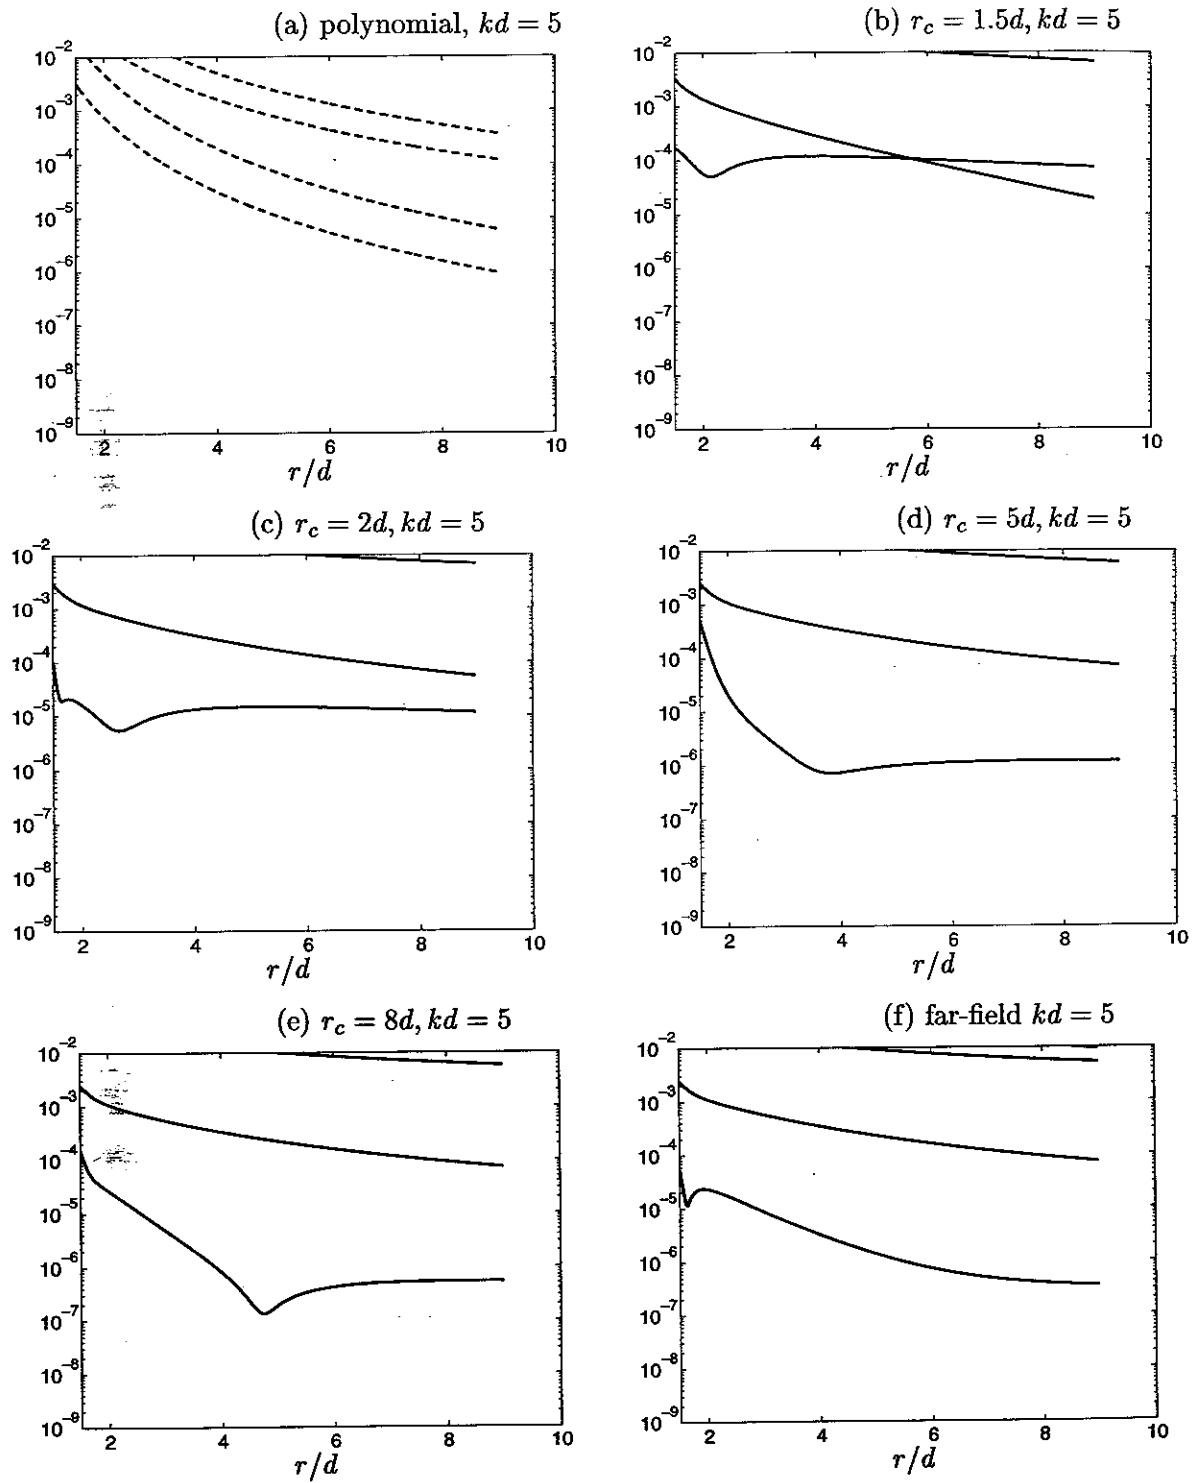 (a) polynomial, kd = 5
10^-2
10^-3
10^-4
10^-5
10^-6
10^-7
10^-8
10^-9
2 4 6 8 10
r/d
(b) r_c = 1.5d, kd = 5
10^-2
10^-3
10^-4
10^-5
10^-6
10^-7
10^-8
10^-9
2 4 6 8 10
r/d
(c) r_c = 2d, kd = 5
10^-2
10^-3
10^-4
10^-5
10^-6
10^-7
10^-8
10^-9
2 4 6 8 10
r/d
(d) r_c = 5d, kd = 5
10^-2
10^-3
10^-4
10^-5
10^-6
10^-7
10^-8
10^-9
2 4 6 8 10
r/d
(e) r_c = 8d, kd = 5
10^-2
10^-3
10^-4
10^-5
10^-6
10^-7
10^-8
10^-9
2 4 6 8 10
r/d
(f) far-field kd = 5
10^-2
10^-3
10^-4
10^-5
10^-6
10^-7
10^-8
10^-9
2 4 6 8 10
r/d